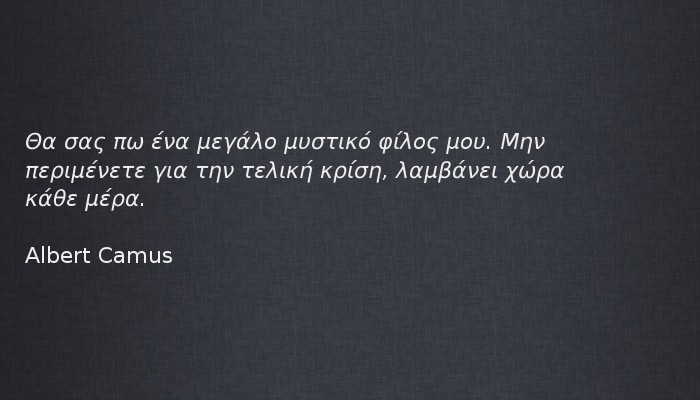 Θα σας πω ένα μεγάλο μυστικό φίλος μου. Μην
περιμένετε για την τελική κρίση, λαμβάνει χώρα
κάθε μέρα.
Albert Camus